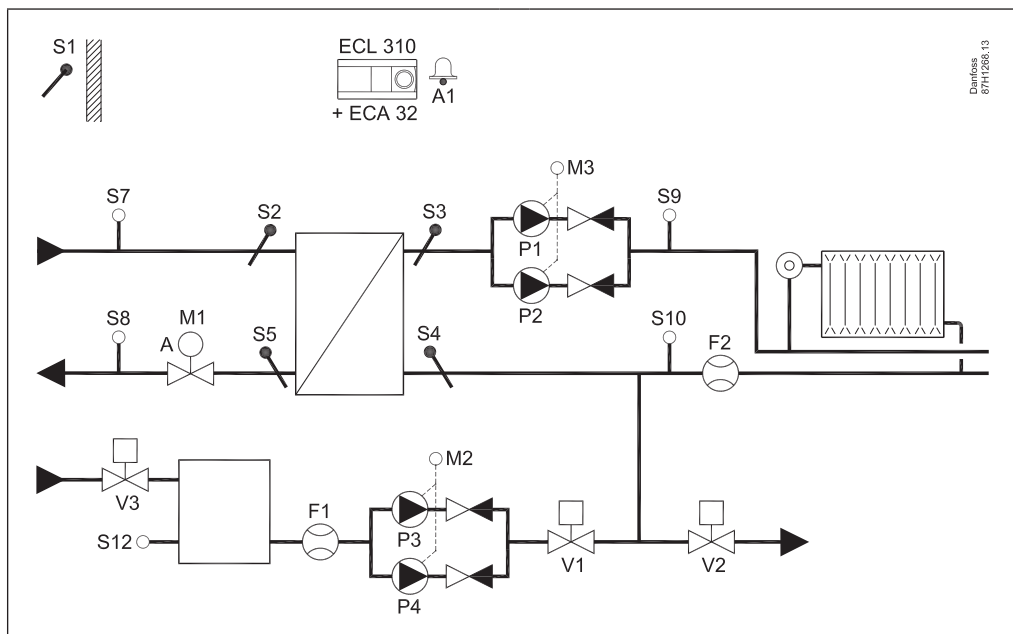 S1
ECL 310
A1
+ ECA 32
Danfoss
87H1268.13
M3
S7
S2
S3
S9
P1
P2
S8
M1
A
S5
S4
S10
F2
M2
V3
F1
P3
S12
V1
V2
P4